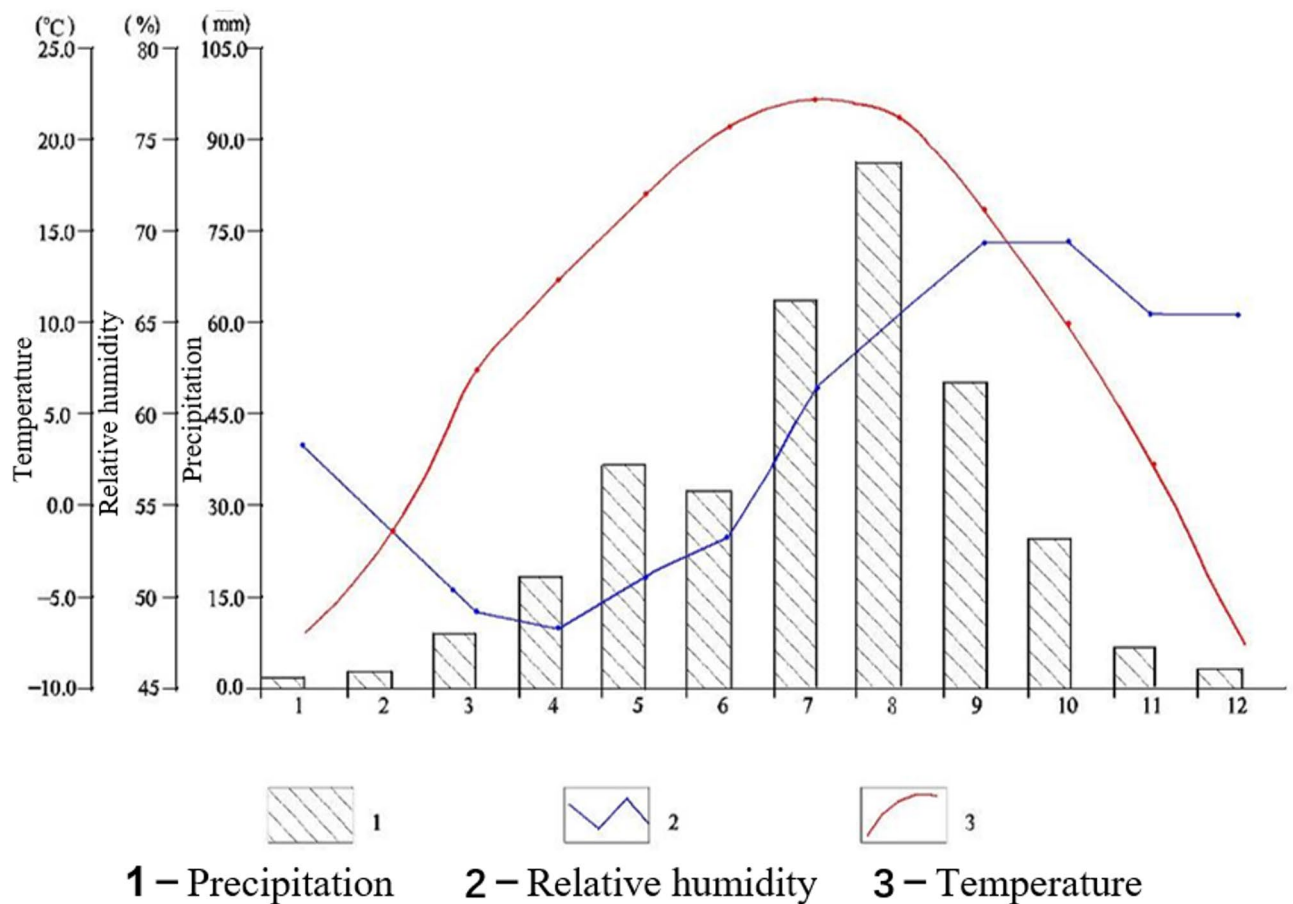 (℃) (%) (mm)
25.0 80 105.0
20.0 75 90.0
15.0 70 75.0
10.0 65 60.0
5.0 60 45.0
0.0 55 30.0
−5.0 50 15.0
−10.0 45 0.0
Temperature
Relative humidity
Precipitation
1 2 3 4 5 6 7 8 9 10 11 12
1 2 3
1 – Precipitation 2 – Relative humidity 3 – Temperature